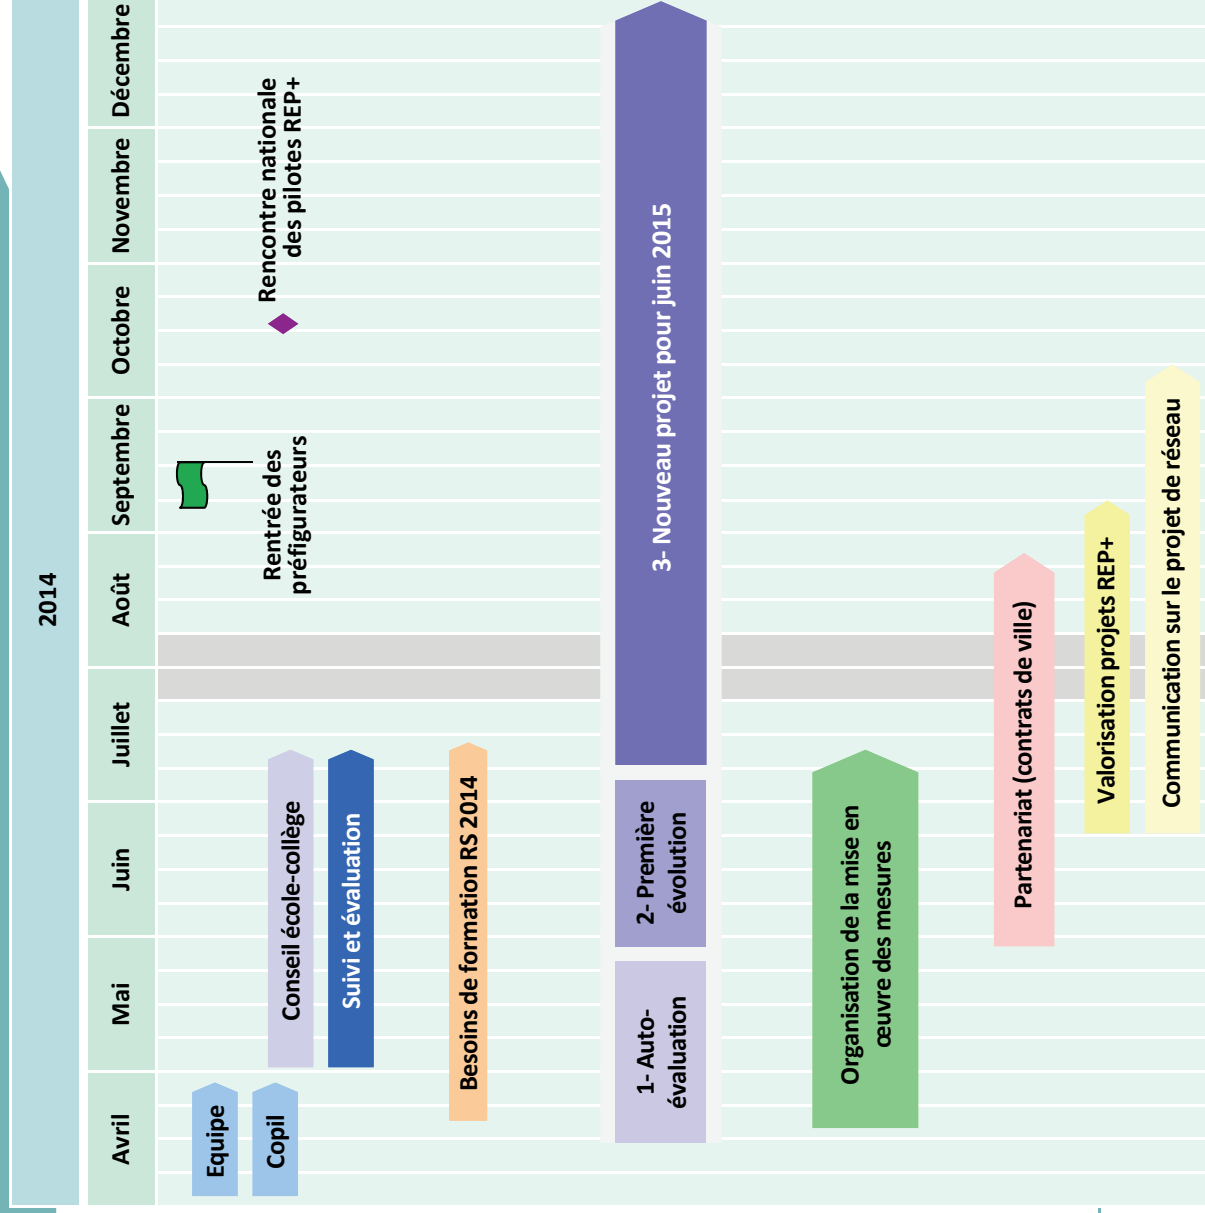 2014
Avril
Mai
Juin
Juillet
Août
Septembre
Octobre
Novembre
Décembre
Equipe
Copil
Rentrée des
préfigurateurs
Rencontre nationale
des pilotes REP+
Conseil école-collège
Suivi et évaluation
Besoins de formation RS 2014
1- Auto-
évaluation
2- Première
évolution
3- Nouveau projet pour juin 2015
Organisation de la mise en
œuvre des mesures
Partenariat (contrats de ville)
Valorisation projets REP+
Communication sur le projet de réseau